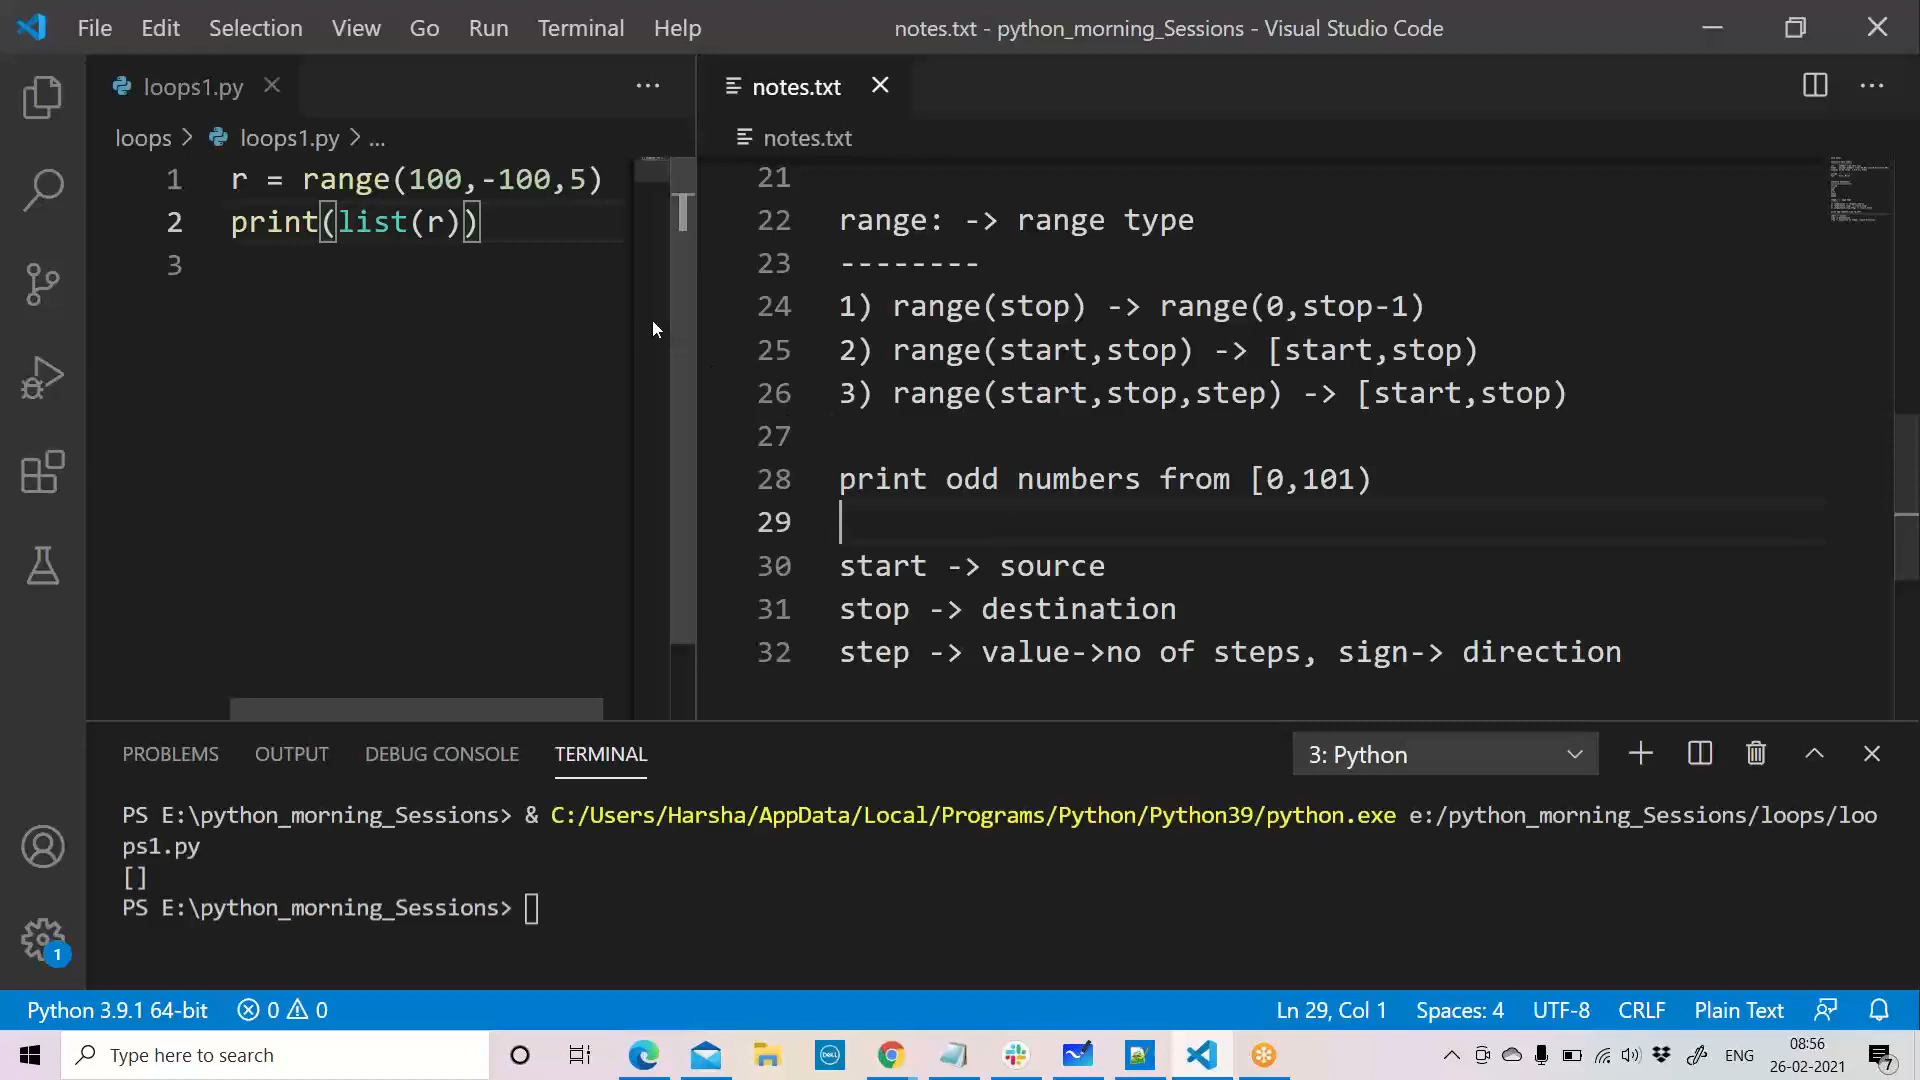 File Edit Selection View Go Run Terminal Help notes.txt - python_morning_Sessions - Visual Studio Code
loops1.py
notes.txt
loops > loops1.py > ...
notes.txt
1 r = range(100,-100,5)
2 print(list(r))
3
21
22 range: -> range type
23 --------
24 1) range(stop) -> range(0,stop-1)
25 2) range(start,stop) -> [start,stop)
26 3) range(start,stop,step) -> [start,stop)
27
28 print odd numbers from [0,101)
29
30 start -> source
31 stop -> destination
32 step -> value->no of steps, sign-> direction
PROBLEMS OUTPUT DEBUG CONSOLE TERMINAL 3: Python
PS E:\python_morning_Sessions> & C:/Users/Harsha/AppData/Local/Programs/Python/Python39/python.exe e:/python_morning_Sessions/loops/loo
ps1.py
[]
PS E:\python_morning_Sessions>
1
Python 3.9.1 64-bit 0 0 Ln 29, Col 1 Spaces: 4 UTF-8 CRLF Plain Text
Type here to search
DELL
ENG
08:56
26-02-2021
7